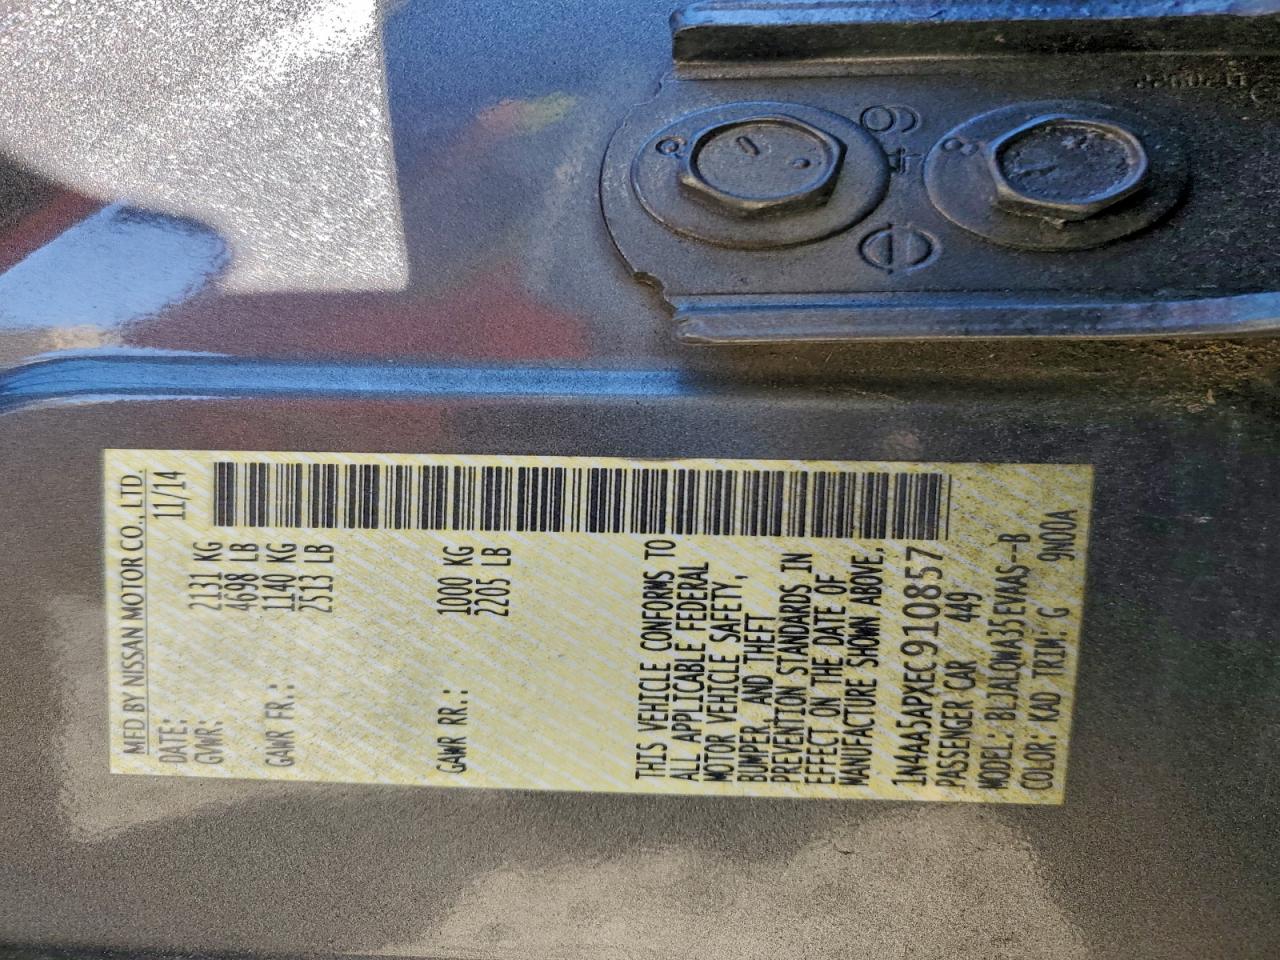 MFD BY NISSAN MOTOR CO., LTD
DATE: 11/14
GVWR: 2131 KG
4698 LB
GAWR FR.: 1140 KG
2513 LB
GAWR RR.: 1000 KG
2205 LB
THIS VEHICLE CONFORMS TO
ALL APPLICABLE FEDERAL
MOTOR VEHICLE SAFETY,
BUMPER, AND THEFT
PREVENTION STANDARDS IN
EFFECT ON THE DATE OF
MANUFACTURE SHOWN ABOVE.
1N4AA5APXEC910857
PASSENGER CAR 449
MODEL: BLJALQWA35EVAAS--B
COLOR: KAD TRIM: G 9N00A